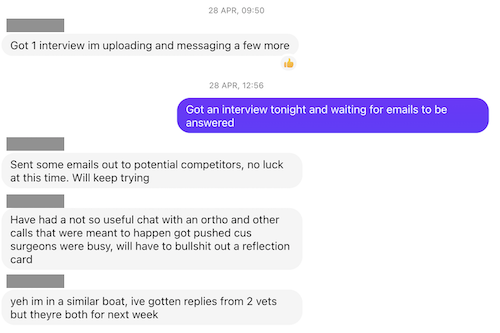 28 APR, 09:50
Got 1 interview im uploading and messaging a few more
28 APR, 12:56
Got an interview tonight and waiting for emails to be
answered
Sent some emails out to potential competitors, no luck
at this time. Will keep trying
Have had a not so useful chat with an ortho and other
calls that were meant to happen got pushed cus
surgeons were busy, will have to bullshit out a reflection
card
yeh im in a similar boat, ive gotten replies from 2 vets
but theyre both for next week